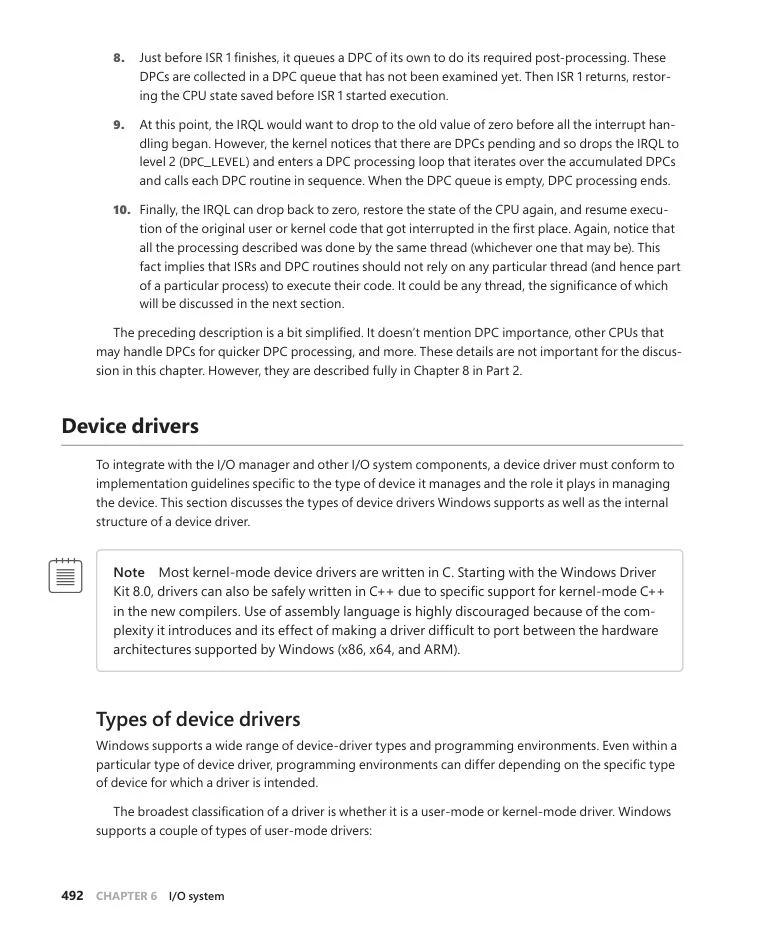 8. Just before ISR 1 finishes, it queues a DPC of its own to do its required post-processing. These
DPCs are collected in a DPC queue that has not been examined yet. Then ISR 1 returns, restor-
ing the CPU state saved before ISR 1 started execution.
9. At this point, the IRQL would want to drop to the old value of zero before all the interrupt han-
dling began. However, the kernel notices that there are DPCs pending and so drops the IRQL to
level 2 (DPC_LEVEL) and enters a DPC processing loop that iterates over the accumulated DPCs
and calls each DPC routine in sequence. When the DPC queue is empty, DPC processing ends.
10. Finally, the IRQL can drop back to zero, restore the state of the CPU again, and resume execu-
tion of the original user or kernel code that got interrupted in the first place. Again, notice that
all the processing described was done by the same thread (whichever one that may be). This
fact implies that ISRs and DPC routines should not rely on any particular thread (and hence part
of a particular process) to execute their code. It could be any thread, the significance of which
will be discussed in the next section.
The preceding description is a bit simplified. It doesn’t mention DPC importance, other CPUs that
may handle DPCs for quicker DPC processing, and more. These details are not important for the discus-
sion in this chapter. However, they are described fully in Chapter 8 in Part 2.
Device drivers
To integrate with the I/O manager and other I/O system components, a device driver must conform to
implementation guidelines specific to the type of device it manages and the role it plays in managing
the device. This section discusses the types of device drivers Windows supports as well as the internal
structure of a device driver.
Note Most kernel-mode device drivers are written in C. Starting with the Windows Driver
Kit 8.0, drivers can also be safely written in C++ due to specific support for kernel-mode C++
in the new compilers. Use of assembly language is highly discouraged because of the com-
plexity it introduces and its effect of making a driver difficult to port between the hardware
architectures supported by Windows (x86, x64, and ARM).
Types of device drivers
Windows supports a wide range of device-driver types and programming environments. Even within a
particular type of device driver, programming environments can differ depending on the specific type
of device for which a driver is intended.
The broadest classification of a driver is whether it is a user-mode or kernel-mode driver. Windows
supports a couple of types of user-mode drivers:
492 CHAPTER 6 I/O system